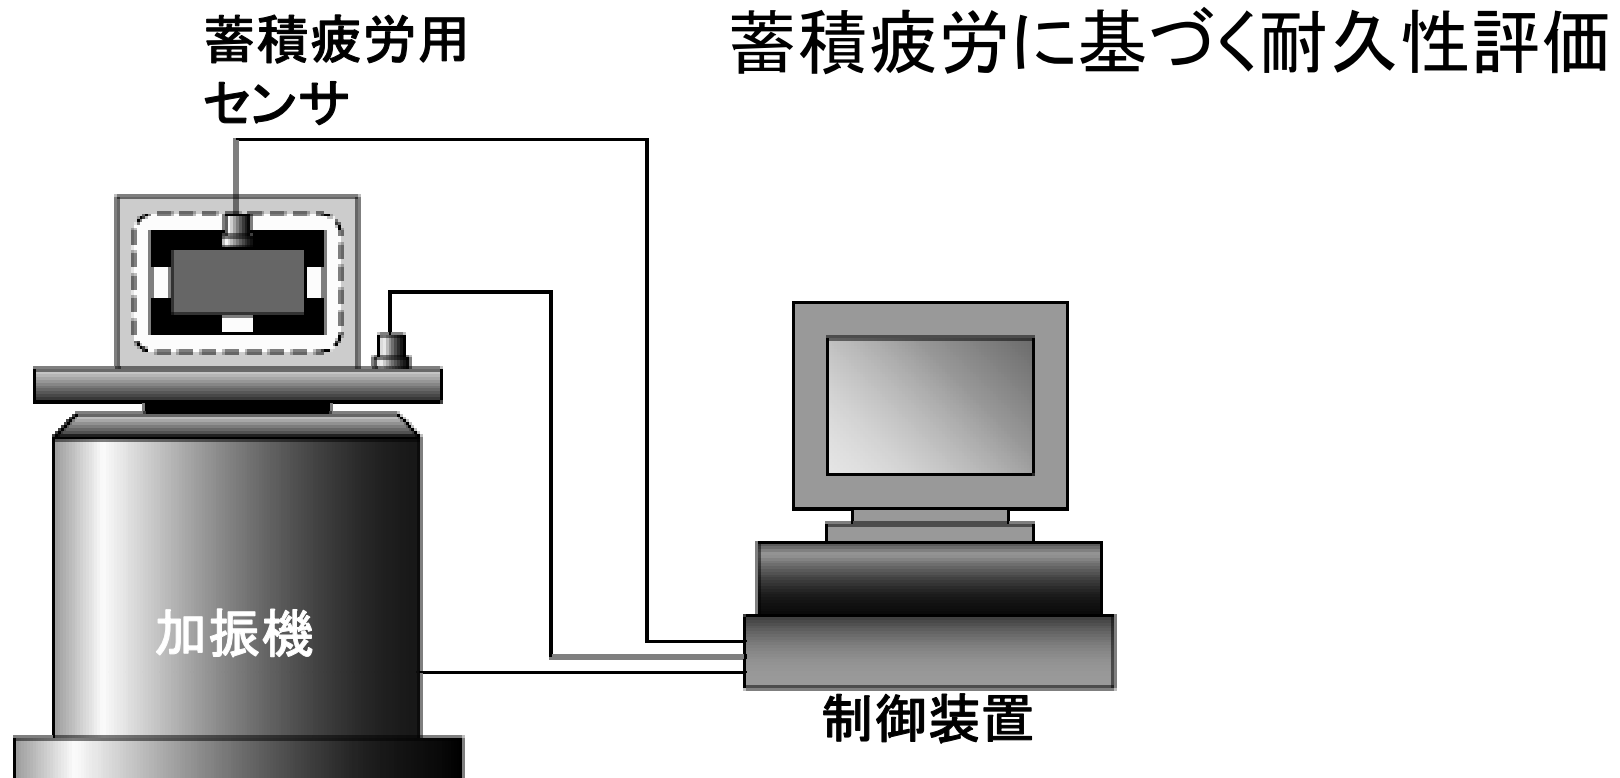 蓄積疲労用
センサ
蓄積疲労に基づく耐久性評価
加振機
制御装置